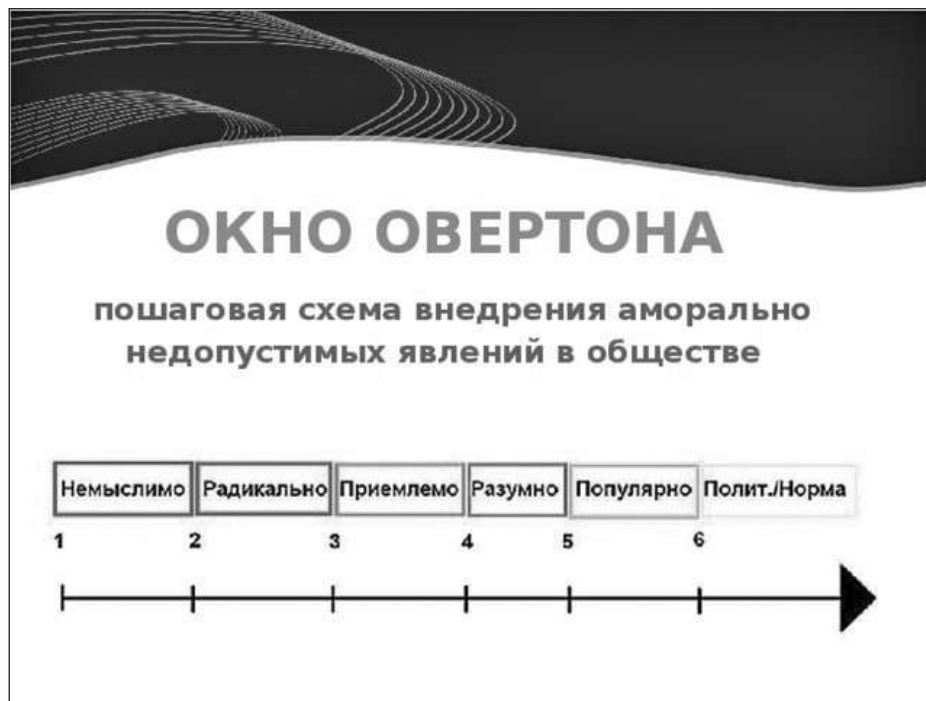 ОКНО ОВЕРТОНА
пошаговая схема внедрения аморально
недопустимых явлений в обществе
Немыслимо Радикально Приемлемо Разумно Популярно Полит./Норма
1 2 3 4 5 6